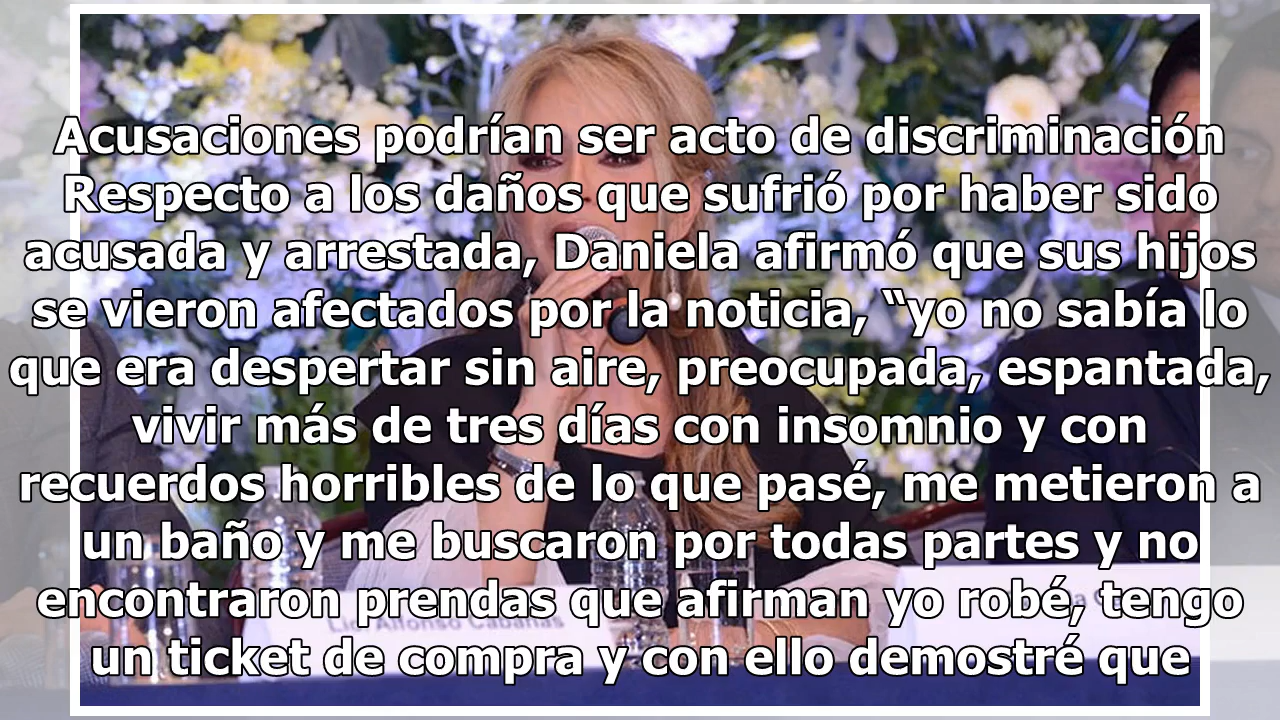 Acusaciones podrían ser acto de discriminación
Respecto a los daños que sufrió por haber sido
acusada y arrestada, Daniela afirmó que sus hijos
se vieron afectados por la noticia, “yo no sabía lo
que era despertar sin aire, preocupada, espantada,
vivir más de tres días con insomnio y con
recuerdos horribles de lo que pasé, me metieron a
un baño y me buscaron por todas partes y no
encontraron prendas que afirman yo robé, tengo
Lic. Alfonso Cabañas
un ticket de compra y con ello demostré que